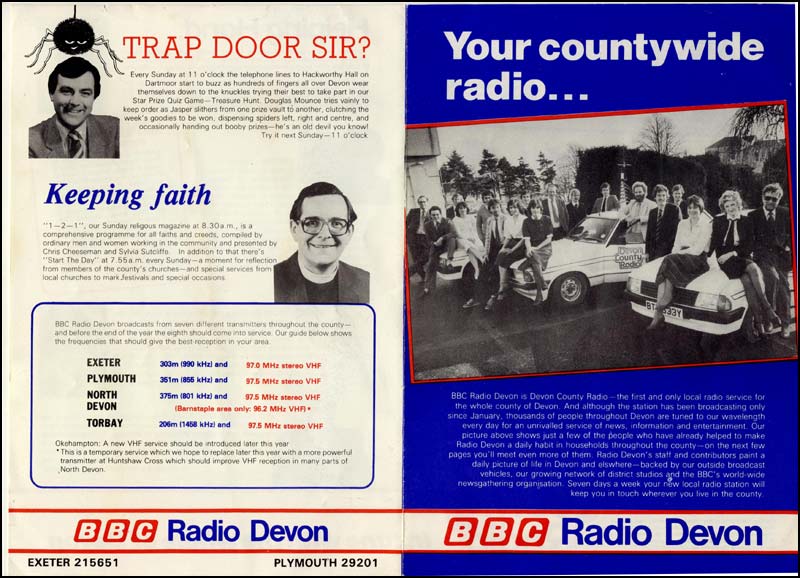 TRAP DOOR SIR?
Every Sunday at 11 o'clock the telephone lines to Hackworthy Hall on
Dartmoor start to buzz as hundreds of fingers all over Devon wear
themselves down to the knuckles trying their best to take part in our
Star Prize Quiz Game—Treasure Hunt. Douglas Mounce tries vainly to
keep order as Jasper slithers from one prize vault to another, clutching the
week's goodies to be won, dispensing spiders left, right and centre, and
occasionally handing out booby prizes—he's an old devil you know!
Try it next Sunday—11 o'clock
Keeping faith
"1—2—1", our Sunday religous magazine at 8.30 a.m., is a
comprehensive programme for all faiths and creeds, compiled by
ordinary men and women working in the community and presented by
Chris Cheeseman and Sylvia Sutcliffe. In addition to that there's
"Start The Day" at 7.55 a.m. every Sunday—a moment for reflection
from members of the county's churches—and special services from
local churches to mark festivals and special occasions.
BBC Radio Devon broadcasts from seven different transmitters throughout the county—
and before the end of the year the eighth should come into service. Our guide below shows
the frequencies that should give the best reception in your area.
EXETER 303m (990 kHz) and 97.0 MHz stereo VHF
PLYMOUTH 351m (855 kHz) and 97.5 MHz stereo VHF
NORTH 375m (801 kHz) and 97.5 MHz stereo VHF
DEVON (Barnstaple area only: 96.2 MHz VHF)*
TORBAY 206m (1458 kHz) and 97.5 MHz stereo VHF
Okehampton: A new VHF service should be introduced later this year
*This is a temporary service which we hope to replace later this year with a more powerful
transmitter at Huntshaw Cross which should improve VHF reception in many parts of
North Devon.
BBC Radio Devon
EXETER 215651 PLYMOUTH 29201
Your countywide
radio...
Devon
County
Radio
BBC Radio Devon is Devon County Radio—the first and only local radio service for
the whole county of Devon. And although the station has been broadcasting only
since January, thousands of people throughout Devon are tuned to our wavelength
every day for an unrivalled service of news, information and entertainment. Our
picture above shows just a few of the people who have already helped to make
Radio Devon a daily habit in households throughout the county—on the next few
pages you'll meet even more of them. Radio Devon's staff and contributors paint a
daily picture of life in Devon and elswhere—backed by our outside broadcast
vehicles, our growing network of district studios and the BBC's world-wide
newsgathering organisation. Seven days a week your new local radio station will
keep you in touch wherever you live in the county.
BBC Radio Devon